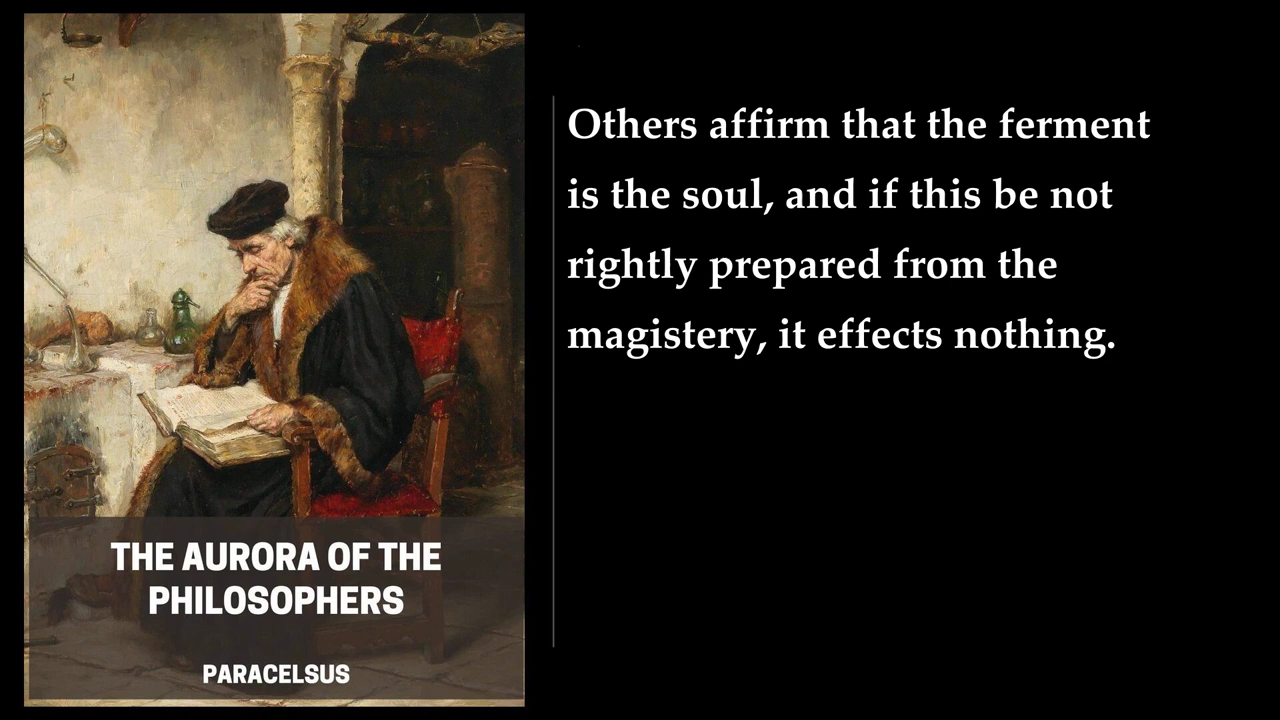 THE AURORA OF THE
PHILOSOPHERS
PARACELSUS
Others affirm that the ferment
is the soul, and if this be not
rightly prepared from the
magistery, it effects nothing.